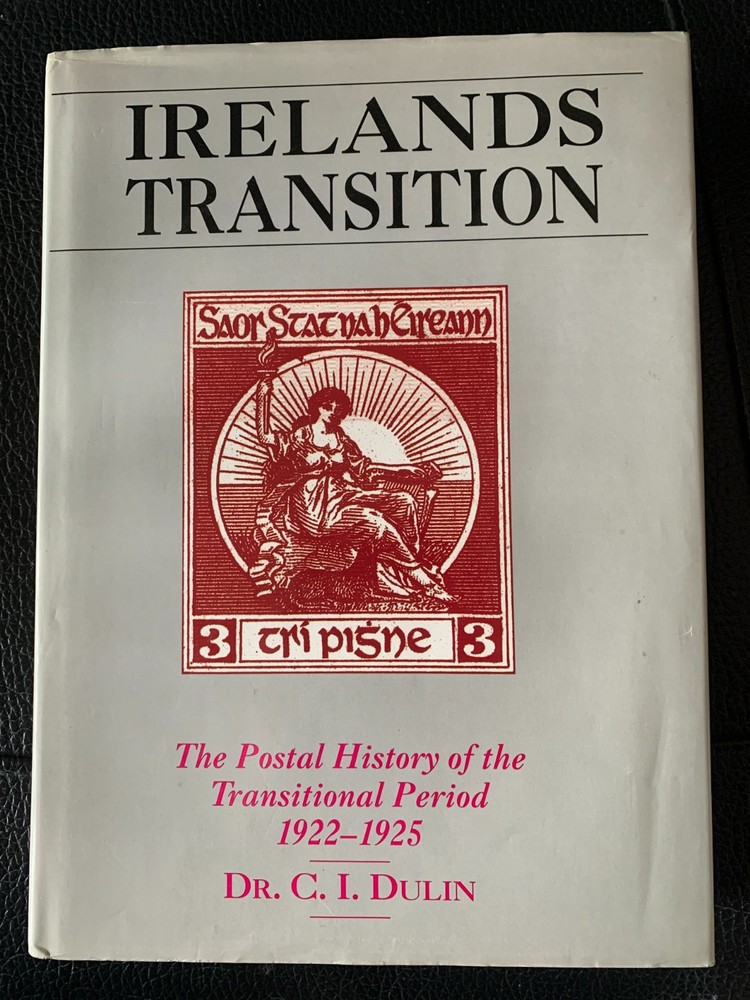 IRELANDS
TRANSITION
Saor Stat na hÉireann
3 trí piġne 3
The Postal History of the
Transitional Period
1922–1925
DR. C. I. DULIN